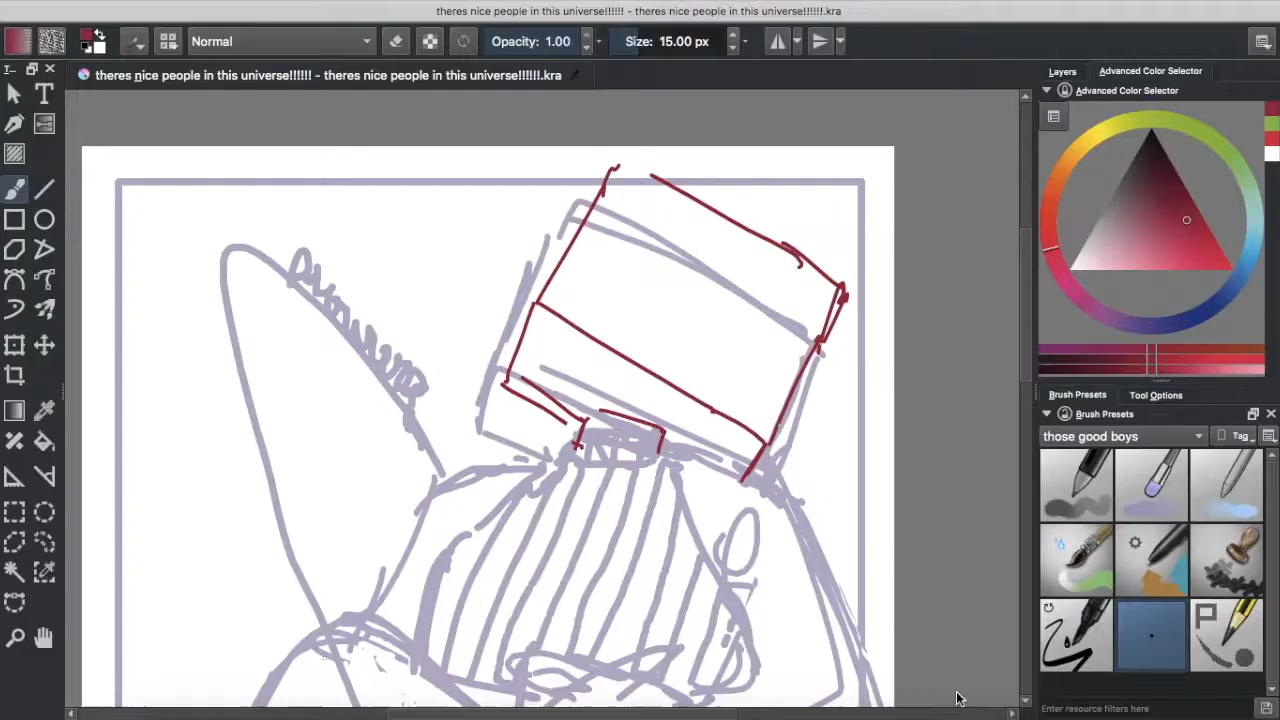 theres nice people in this universe!!!!!! - theres nice people in this universe!!!!!!.kra
Normal
Opacity: 1.00
Size: 15.00 px
theres nice people in this universe!!!!!! - theres nice people in this universe!!!!!!.kra
Layers
Advanced Color Selector
Advanced Color Selector
Brush Presets
Tool Options
Brush Presets
those good boys
Tag
Enter resource filters here